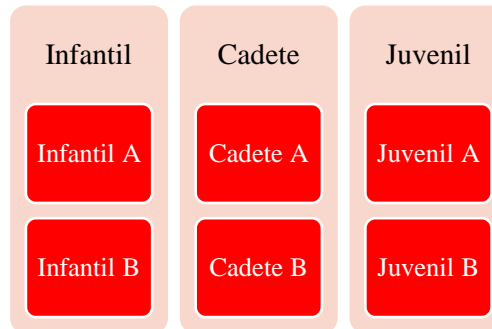 Infantil
Infantil A
Infantil B
Cadete
Cadete A
Cadete B
Juvenil
Juvenil A
Juvenil B